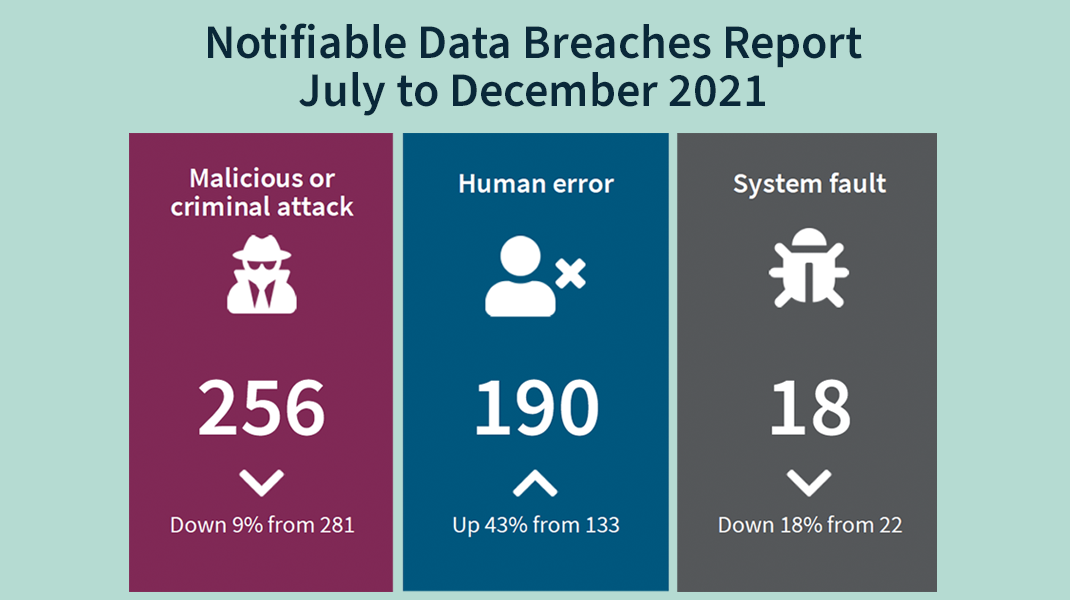 Notifiable Data Breaches Report
July to December 2021
Malicious or
criminal attack
256
Down 9% from 281
Human error
190
Up 43% from 133
System fault
18
Down 18% from 22